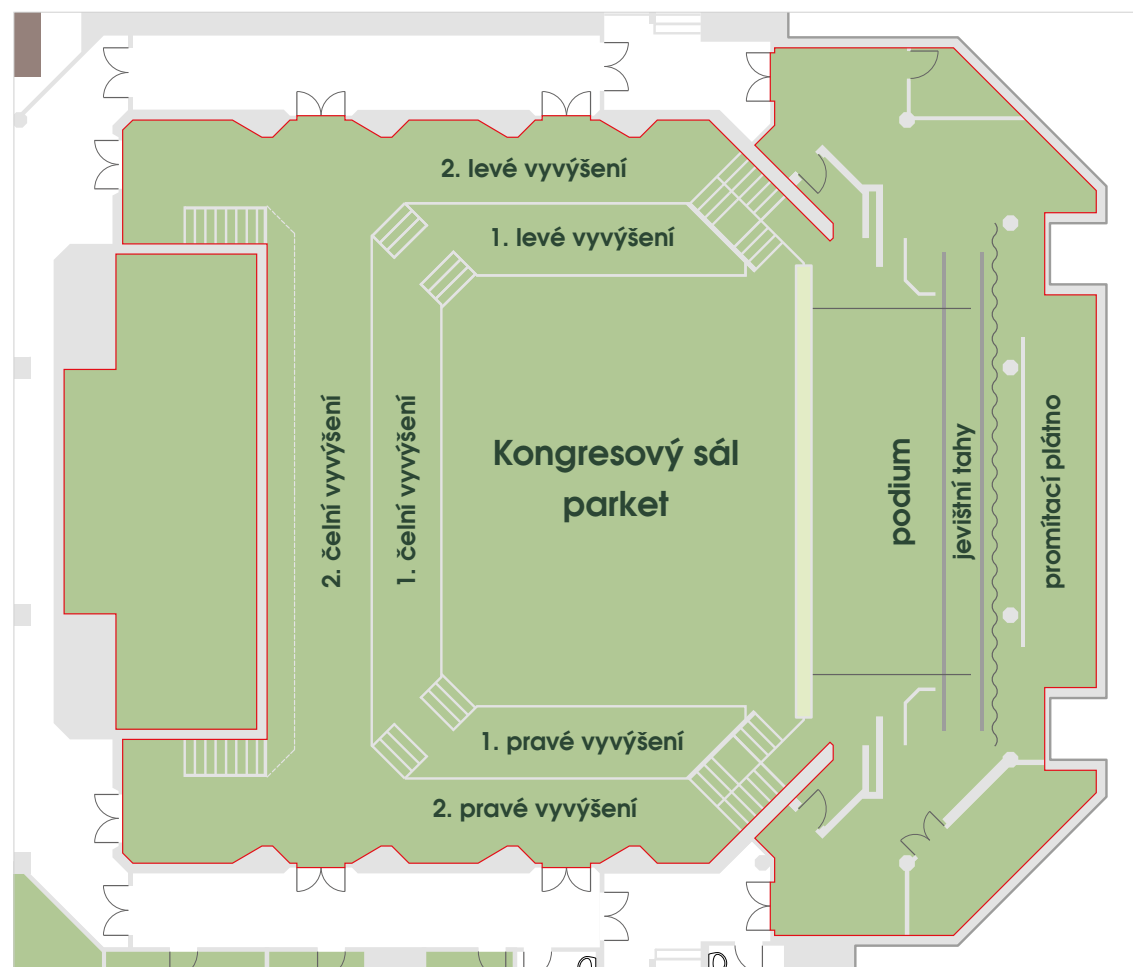 2. levé vyvýšení
1. levé vyvýšení
2. čelní vyvýšení
1. čelní vyvýšení
Kongresový sál
parket
podium
jevištní tahy
promítací plátno
1. pravé vyvýšení
2. pravé vyvýšení